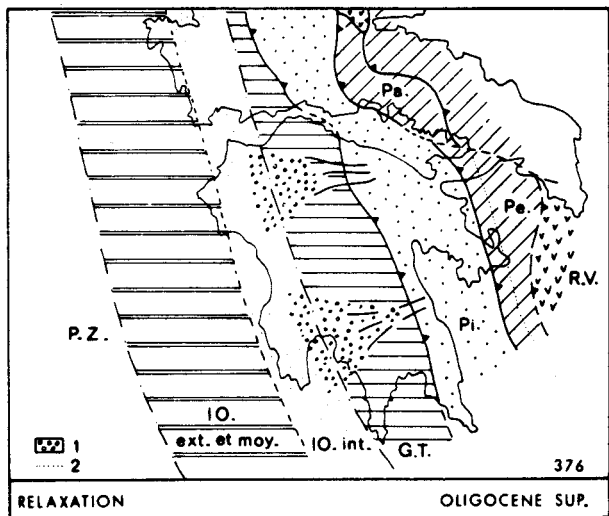 Pa.
Pe.
R.V.
P.Z.
Pi.
IO.
ext. et moy.
IO. int.
G.T.
1
2
376
RELAXATION
OLIGOCENE SUP.